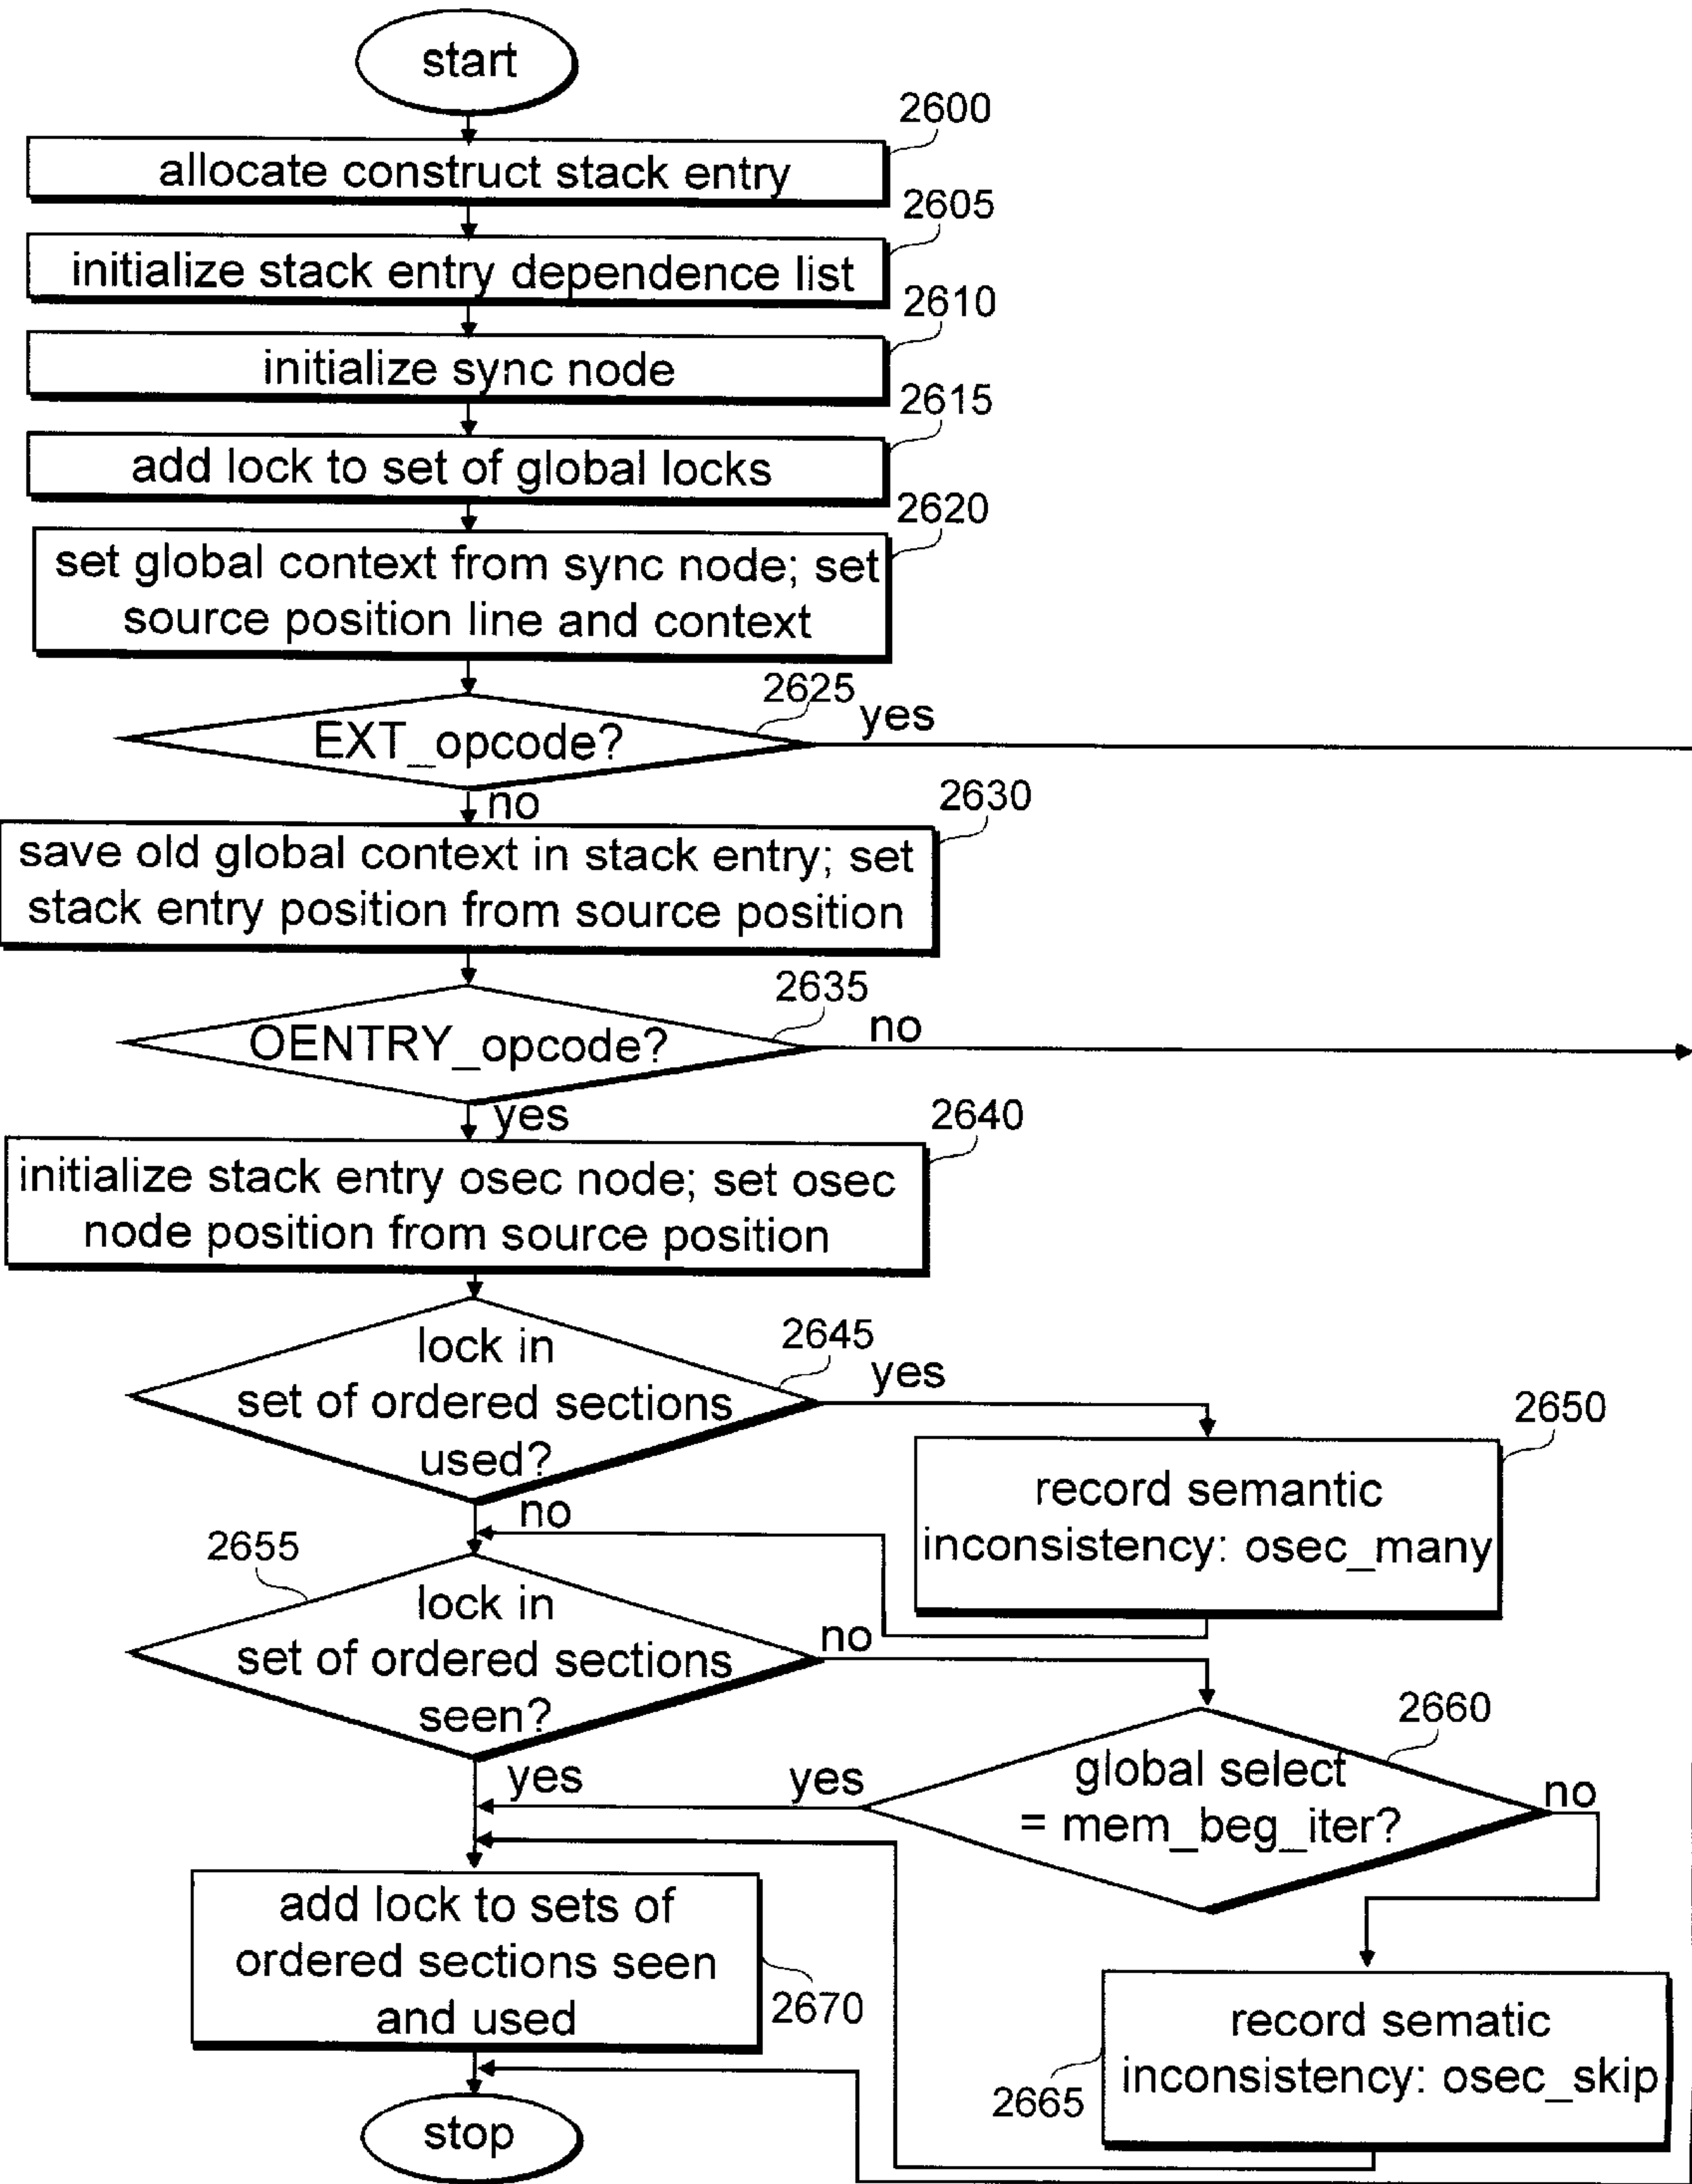 start
2600
allocate construct stack entry
2605
initialize stack entry dependence list
2610
initialize sync node
2615
add lock to set of global locks
2620
set global context from sync node; set
source position line and context
2625
EXT_opcode?
yes
no
2630
save old global context in stack entry; set
stack entry position from source position
2635
OENTRY_opcode?
no
yes
2640
initialize stack entry osec node; set osec
node position from source position
2645
lock in
set of ordered sections
used?
yes
no
2650
record semantic
inconsistency: osec_many
2655
lock in
set of ordered sections
seen?
no
yes
2660
global select
= mem_beg_iter?
yes
no
add lock to sets of
ordered sections seen
and used
2670
record sematic
inconsistency: osec_skip
2665
stop